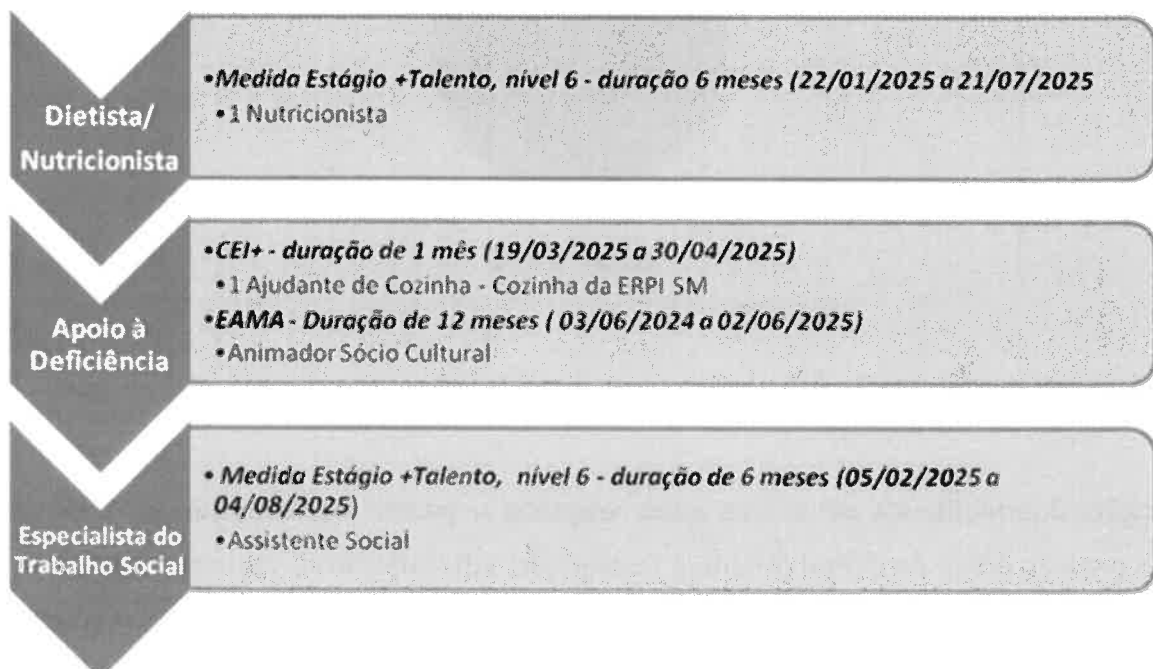 Dietista/
Nutricionista
•Medida Estágio +Talento, nível 6 - duração 6 meses (22/01/2025 a 21/07/2025
•1 Nutricionista
Apoio à
Deficiência
•CEI+ - duração de 1 mês (19/03/2025 a 30/04/2025)
•1 Ajudante de Cozinha - Cozinha da ERPI SM
•EAMA - Duração de 12 meses ( 03/06/2024 a 02/06/2025)
•Animador Sócio Cultural
Especialista do
Trabalho Social
• Medida Estágio +Talento, nível 6 - duração de 6 meses (05/02/2025 a
04/08/2025)
•Assistente Social